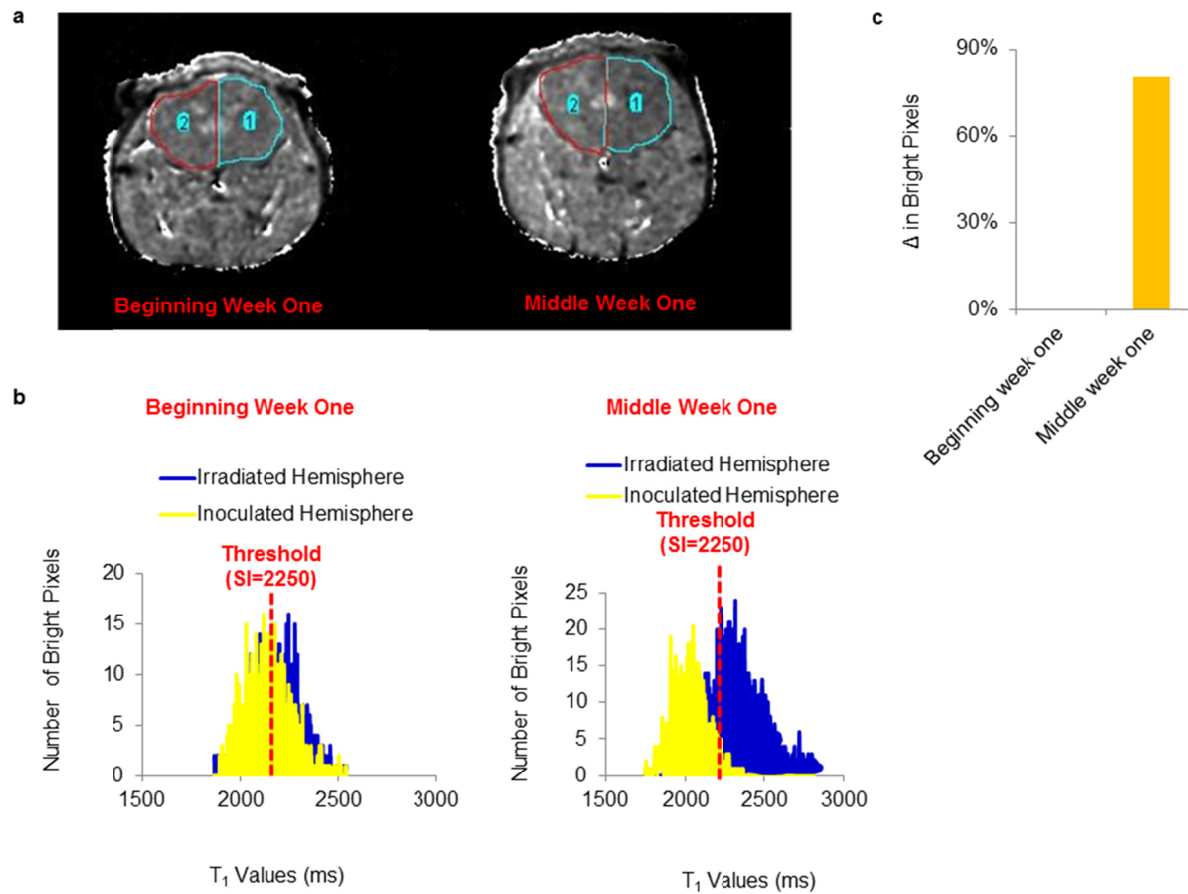 a
2
1
2
1
Beginning Week One
Middle Week One
c
90%
60%
30%
0%
Δ in Bright Pixels
Beginning week one
Middle week one
b
Beginning Week One
Irradiated Hemisphere
Inoculated Hemisphere
Threshold
(SI=2250)
20
15
10
5
0
Number of Bright Pixels
1500
2000
2500
3000
T1 Values (ms)
Middle Week One
Irradiated Hemisphere
Inoculated Hemisphere
Threshold
(SI=2250)
25
20
15
10
5
0
Number of Bright Pixels
1500
2000
2500
3000
T1 Values (ms)